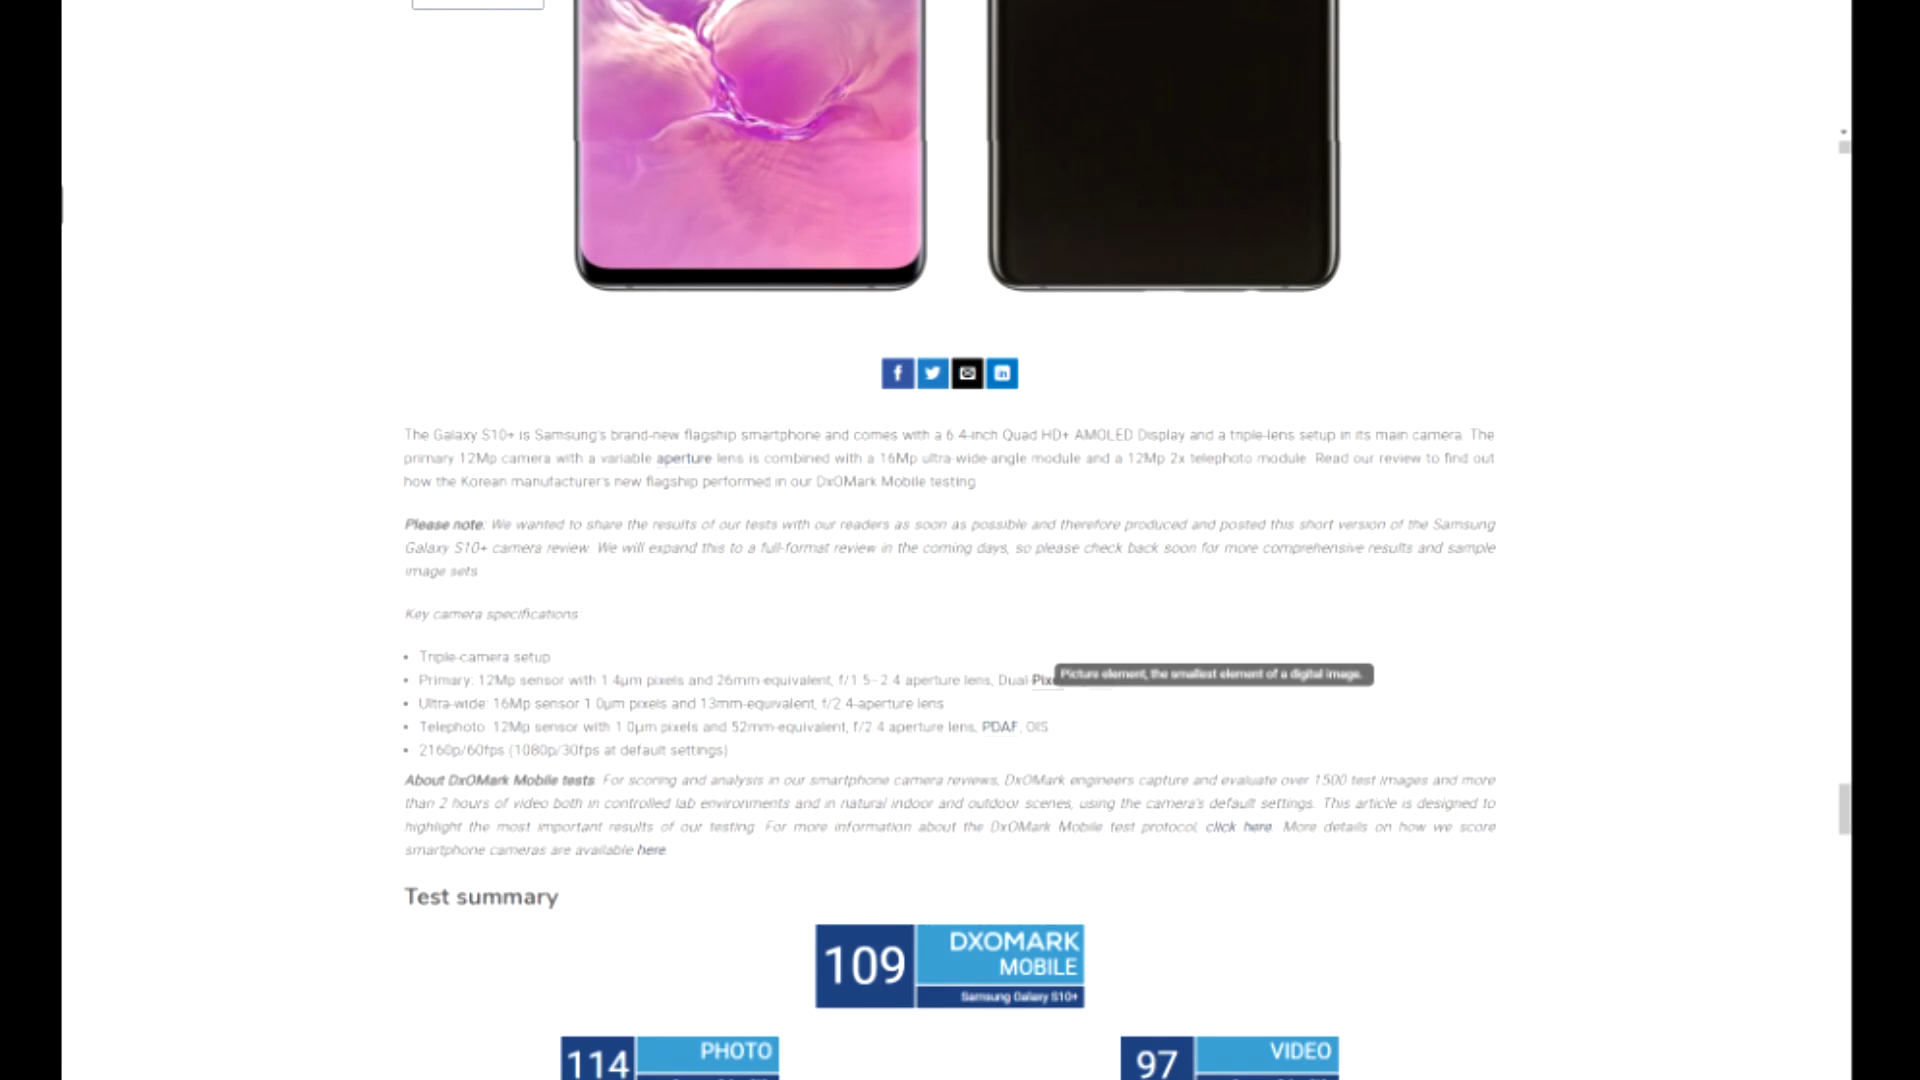 The Galaxy S10+ is Samsung's brand-new flagship smartphone and comes with a 6.4-inch Quad HD+ AMOLED Display and a triple-lens setup in its main camera. The
primary 12Mp camera with a variable aperture lens is combined with a 16Mp ultra-wide-angle module and a 12Mp 2x telephoto module. Read our review to find out
how the Korean manufacturer's new flagship performed in our DxOMark Mobile testing.
Please note: We wanted to share the results of our tests with our readers as soon as possible and therefore produced and posted this short version of the Samsung
Galaxy S10+ camera review. We will expand this to a full-format review in the coming days, so please check back soon for more comprehensive results and sample
image sets.
Key camera specifications:
• Triple-camera setup
• Primary: 12Mp sensor with 1.4µm pixels and 26mm-equivalent, f/1.5–2.4 aperture lens, Dual Pix
Picture element, the smallest element of a digital image.
• Ultra-wide: 16Mp sensor 1.0µm pixels and 13mm-equivalent, f/2.4-aperture lens
• Telephoto: 12Mp sensor with 1.0µm pixels and 52mm-equivalent, f/2.4 aperture lens, PDAF, OIS
• 2160p/60fps (1080p/30fps at default settings)
About DxOMark Mobile tests: For scoring and analysis in our smartphone camera reviews, DxOMark engineers capture and evaluate over 1500 test images and more
than 2 hours of video both in controlled lab environments and in natural indoor and outdoor scenes, using the camera's default settings. This article is designed to
highlight the most important results of our testing. For more information about the DxOMark Mobile test protocol, click here. More details on how we score
smartphone cameras are available here.
Test summary
109 DXOMARK
MOBILE
Samsung Galaxy S10+
114 PHOTO
97 VIDEO